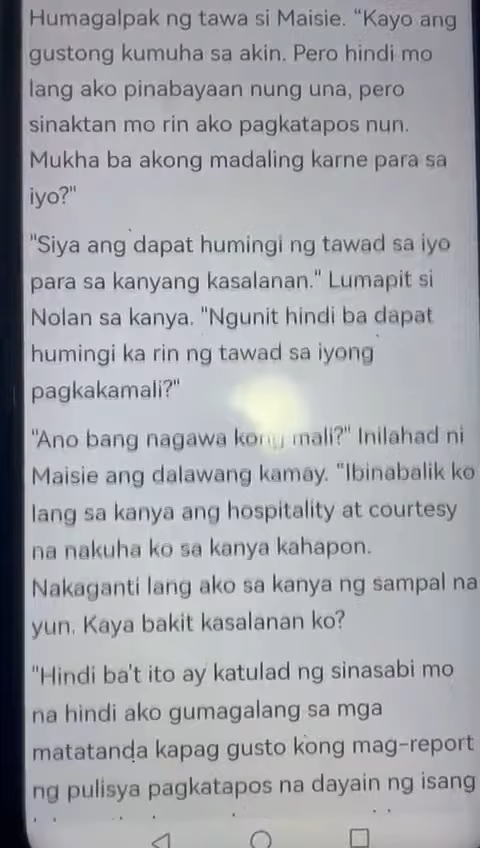 Humagalpak ng tawa si Maisie. "Kayo ang
gustong kumuha sa akin. Pero hindi mo
lang ako pinabayaan nung una, pero
sinaktan mo rin ako pagkatapos nun.
Mukha ba akong madaling karne para sa
iyo?"
"Siya ang dapat humingi ng tawad sa iyo
para sa kanyang kasalanan." Lumapit si
Nolan sa kanya. "Ngunit hindi ba dapat
humingi ka rin ng tawad sa iyong
pagkakamali?"
"Ano bang nagawa kong mali?" Inilahad ni
Maisie ang dalawang kamay. "Ibinabalik ko
lang sa kanya ang hospitality at courtesy
na nakuha ko sa kanya kahapon.
Nakaganti lang ako sa kanya ng sampal na
yun. Kaya bakit kasalanan ko?
"Hindi ba't ito ay katulad ng sinasabi mo
na hindi ako gumagalang sa mga
matatanda kapag gusto kong mag-report
ng pulisya pagkatapos na dayain ng isang